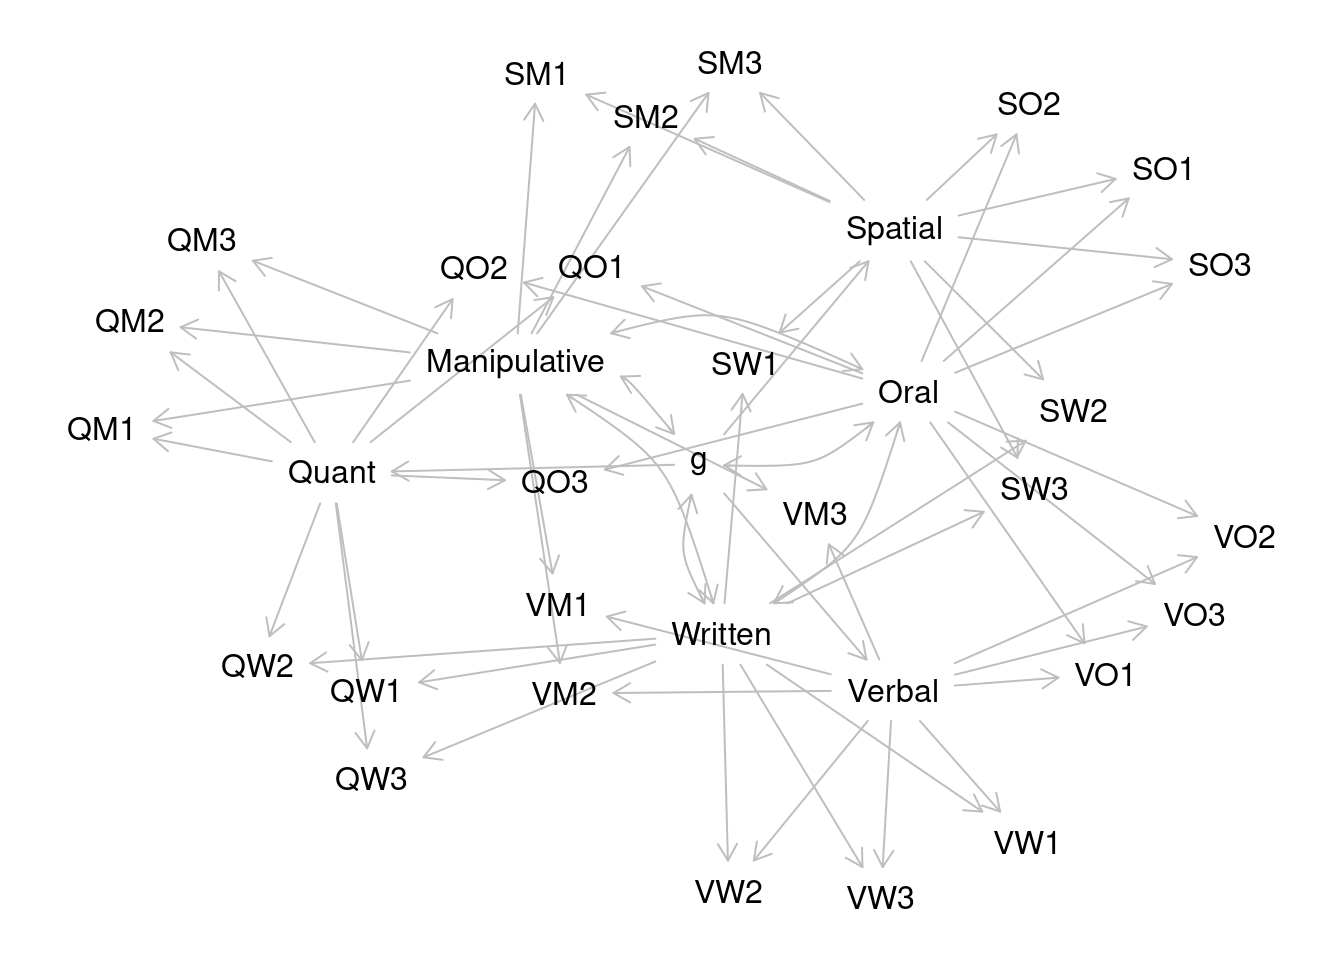 SM3
SM1
SO2
SM2
SO1
Spatial
QM3
SO3
QO2
QO1
QM2
Manipulative
SW1
Oral
SW2
QM1
g
Quant
QO3
SW3
VM3
VO2
VM1
VO3
Written
QW2
VO1
QW1
VM2
Verbal
QW3
VW1
VW2
VW3